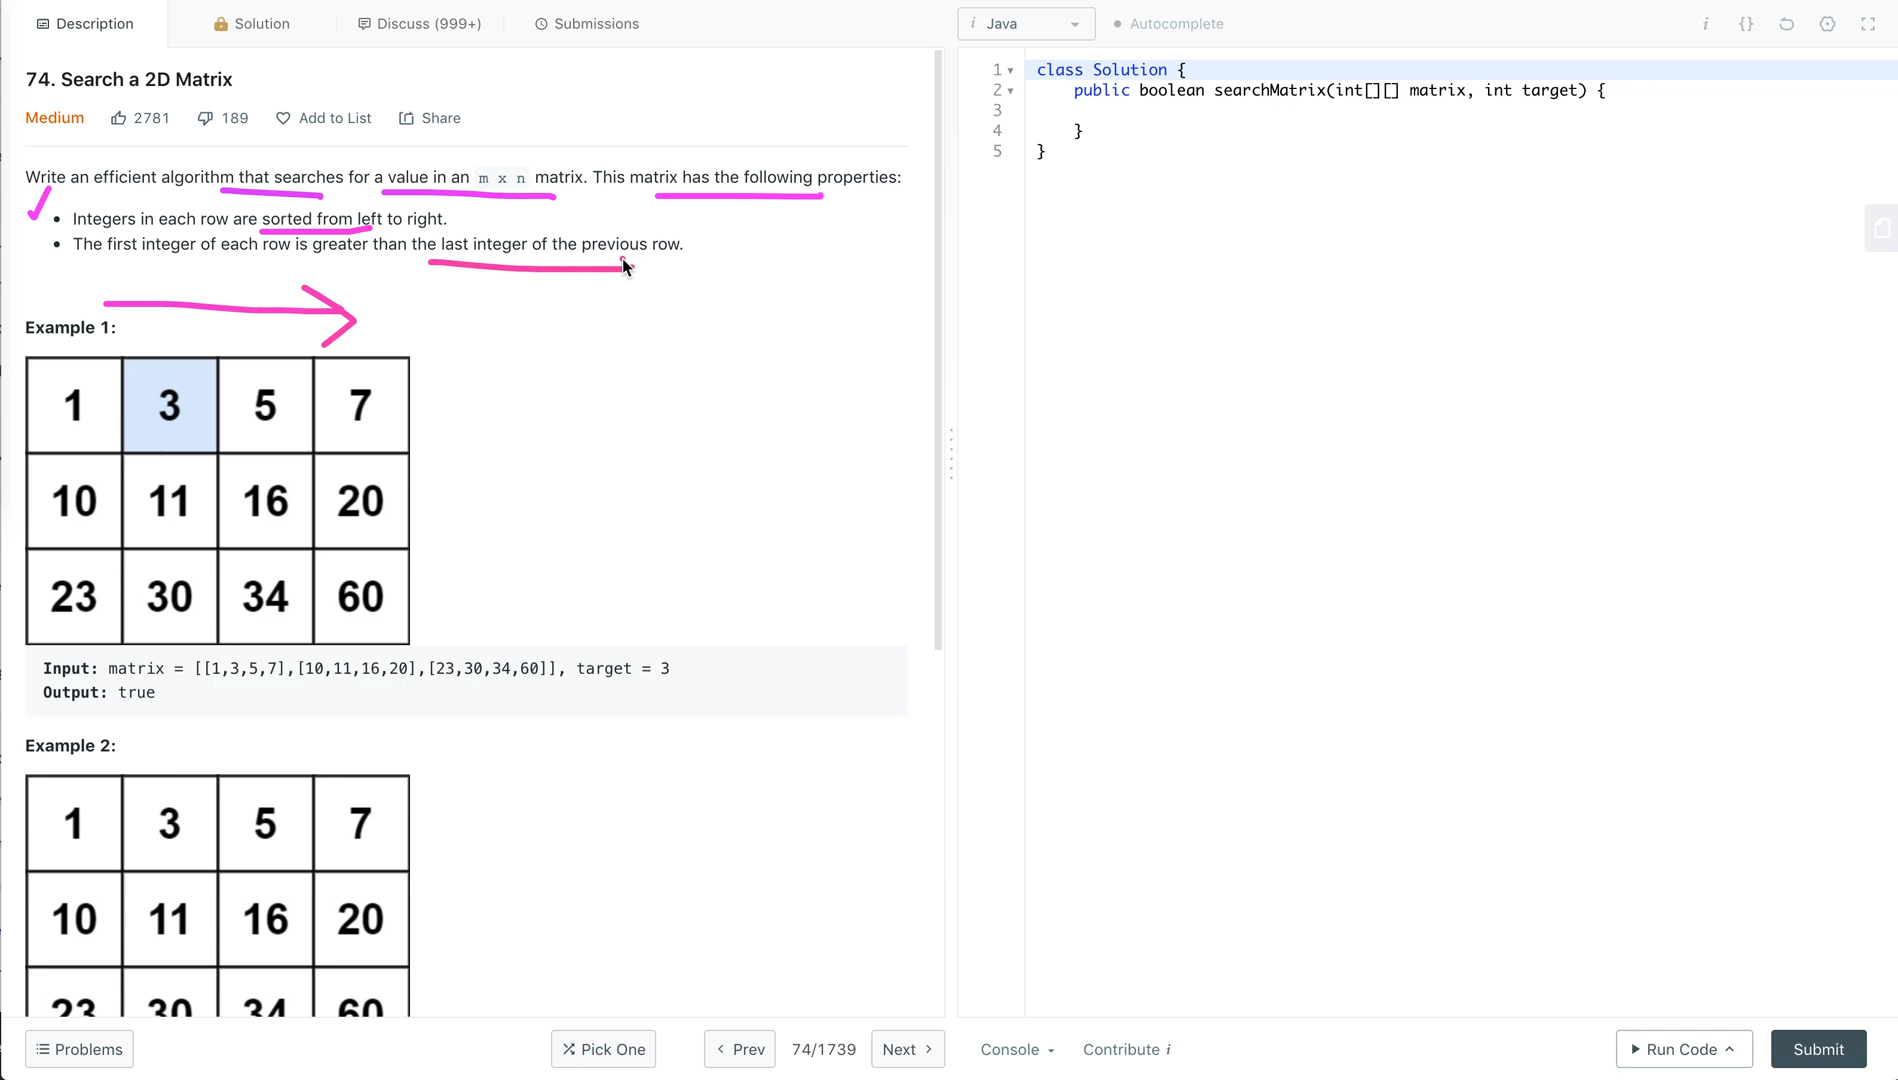 Description
Solution
Discuss (999+)
Submissions
i Java
Autocomplete
i {}
74. Search a 2D Matrix
Medium 2781 189 Add to List Share
Write an efficient algorithm that searches for a value in an m x n matrix. This matrix has the following properties:
• Integers in each row are sorted from left to right.
• The first integer of each row is greater than the last integer of the previous row.
Example 1:
1 3 5 7
10 11 16 20
23 30 34 60
Input: matrix = [[1,3,5,7],[10,11,16,20],[23,30,34,60]], target = 3
Output: true
Example 2:
1 3 5 7
10 11 16 20
23 30 34 60
1 class Solution {
2 public boolean searchMatrix(int[][] matrix, int target) {
3
4 }
5 }
Problems
Pick One
Prev
74/1739
Next
Console
Contribute i
Run Code
Submit